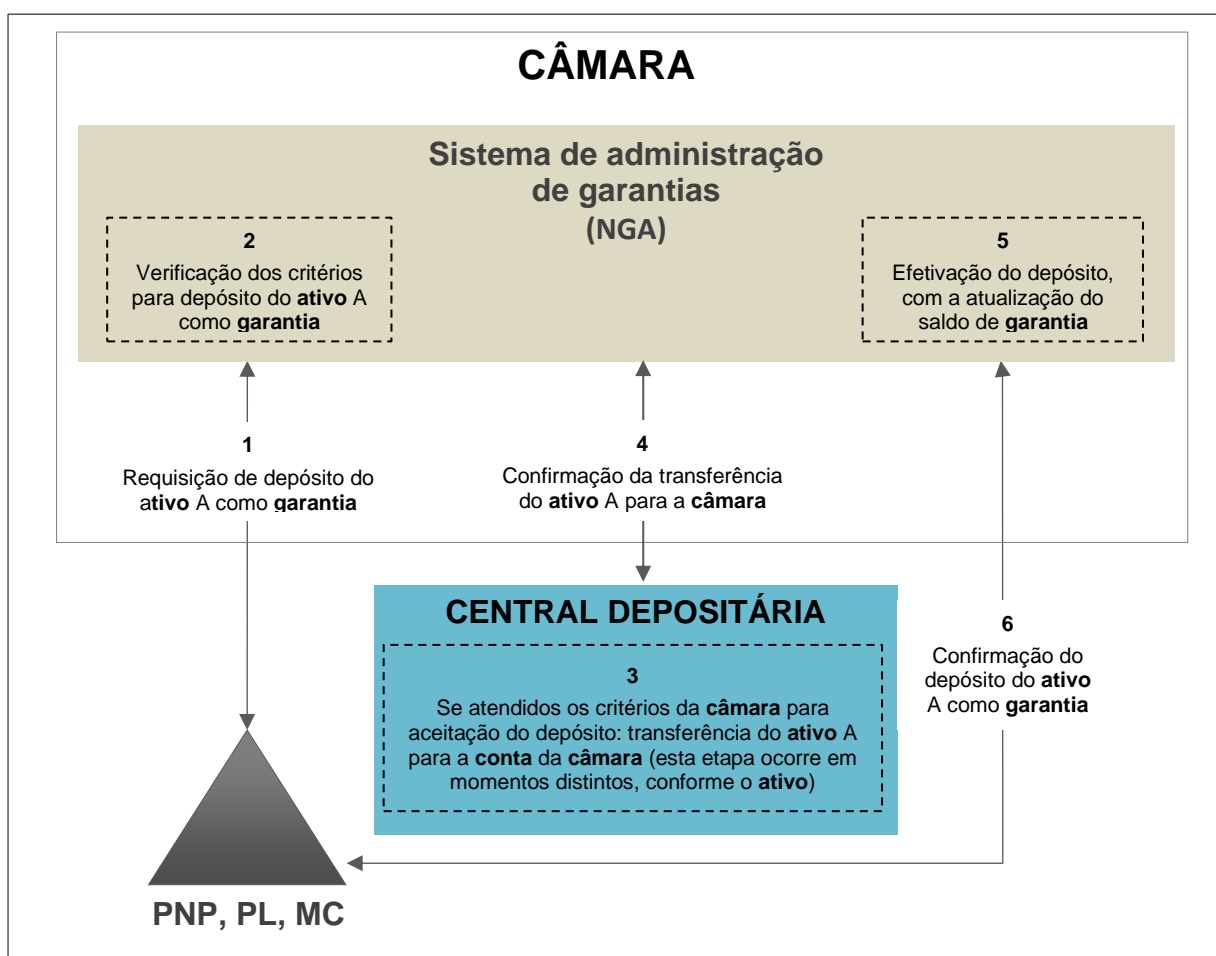 CÂMARA
Sistema de administração
de garantias
(NGA)
2
Verificação dos critérios
para depósito do ativo A
como garantia
5
Efetivação do depósito,
com a atualização do
saldo de garantia
1
Requisição de depósito do
ativo A como garantia
4
Confirmação da transferência
do ativo A para a câmara
CENTRAL DEPOSITÁRIA
3
Se atendidos os critérios da câmara para
aceitação do depósito: transferência do ativo A
para a conta da câmara (esta etapa ocorre em
momentos distintos, conforme o ativo)
6
Confirmação do
depósito do ativo
A como garantia
PNP, PL, MC